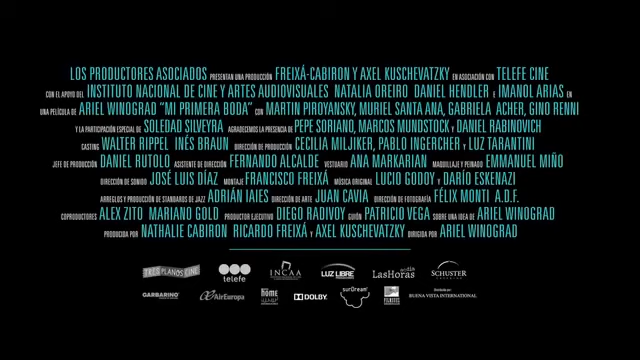 LOS PRODUCTORES ASOCIADOS PRESENTAN UNA PRODUCCIÓN FREIXÁ-CABIRON Y AXEL KUSCHEVATZKY EN ASOCIACIÓN CON TELEFE CINE
CON EL APOYO DEL INSTITUTO NACIONAL DE CINE Y ARTES AUDIOVISUALES NATALIA OREIRO DANIEL HENDLER E IMANOL ARIAS EN
UNA PELÍCULA DE ARIEL WINOGRAD "MI PRIMERA BODA" CON MARTIN PIROYANSKY, MURIEL SANTA ANA, GABRIELA ACHER, GINO RENNI
Y LA PARTICIPACIÓN ESPECIAL DE SOLEDAD SILVEYRA AGRADECEMOS LA PRESENCIA DE PEPE SORIANO, MARCOS MUNDSTOCK Y DANIEL RABINOVICH
CASTING WALTER RIPPEL INÉS BRAUN DIRECCIÓN DE PRODUCCIÓN CECILIA MILJIKER, PABLO INGERCHER Y LUZ TARANTINI
JEFE DE PRODUCCIÓN DANIEL RUTOLO ASISTENTE DE DIRECCIÓN FERNANDO ALCALDE VESTUARIO ANA MARKARIAN MAQUILLAJE Y PEINADO EMMANUEL MIÑO
DIRECCIÓN DE SONIDO JOSÉ LUIS DÍAZ MONTAJE FRANCISCO FREIXÁ MÚSICA ORIGINAL LUCIO GODOY Y DARÍO ESKENAZI
ARREGLOS Y PRODUCCIÓN DE STANDARDS DE JAZZ ADRIÁN IAIES DIRECCIÓN DE ARTE JUAN CAVIA DIRECCIÓN DE FOTOGRAFÍA FÉLIX MONTI A.D.F.
COPRODUCTORES ALEX ZITO MARIANO GOLD PRODUCTOR EJECUTIVO DIEGO RADIVOY GUIÓN PATRICIO VEGA SOBRE UNA IDEA DE ARIEL WINOGRAD
PRODUCIDA POR NATHALIE CABIRON RICARDO FREIXÁ Y AXEL KUSCHEVATZKY DIRIGIDA POR ARIEL WINOGRAD
TRES PLANOS CINE telefe INCAA LUZ LIBRE LasHoras SCHUSTER
GARBARINO AirEuropa HOME DOLBY. surDream BUENA VISTA INTERNATIONAL